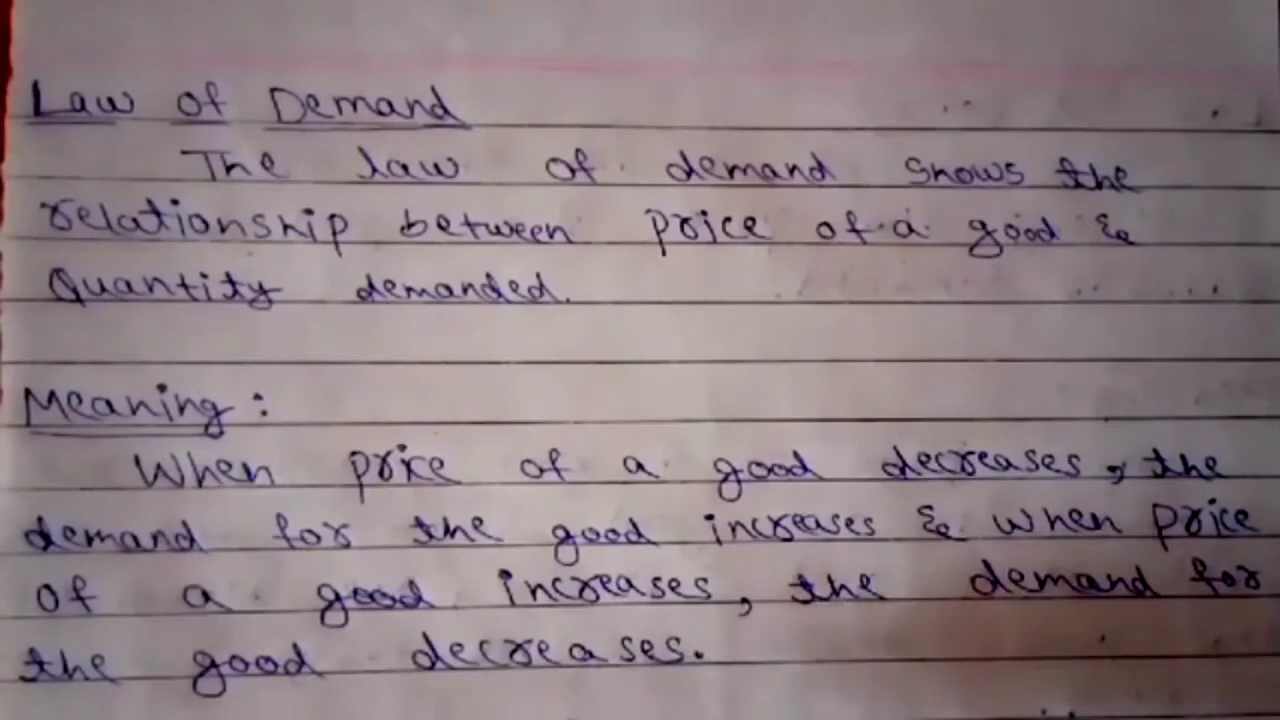 Law of Demand
The law of demand shows the
relationship between price of a good &
Quantity demanded.
Meaning :
When price of a good decreases, the
demand for the good increases & when price
of a good increases, the demand for
the good decreases.